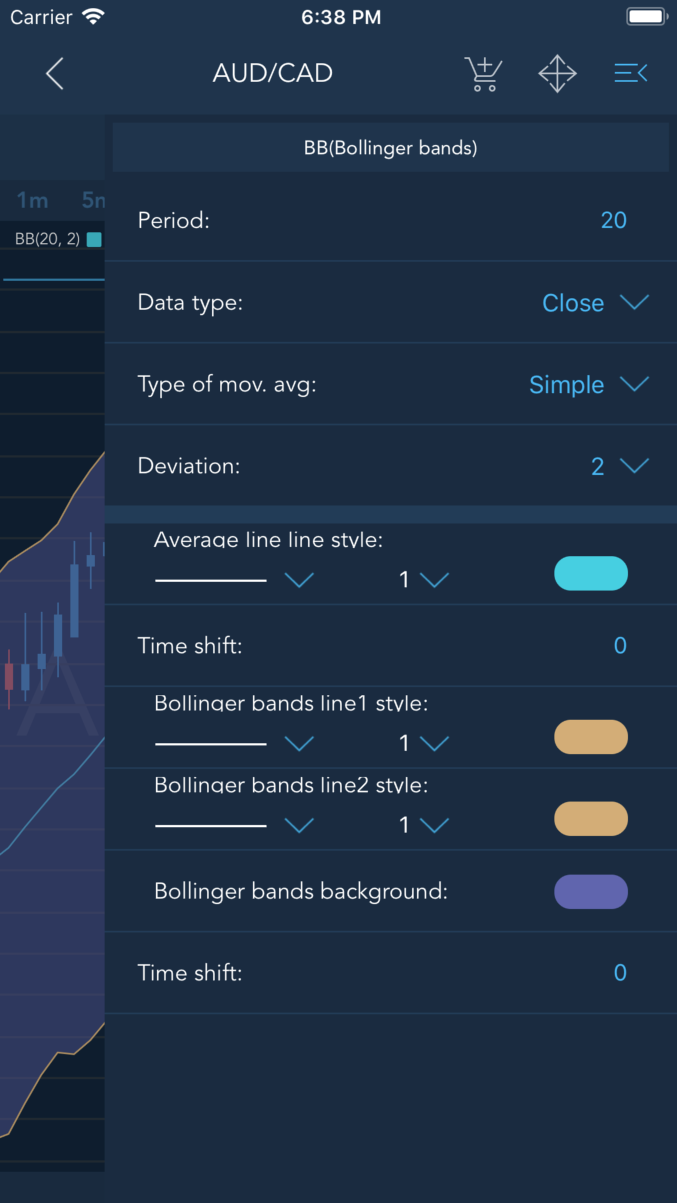 Carrier 6:38 PM
AUD/CAD
BB(Bollinger bands)
1m 5m
BB(20, 2)
Period: 20
Data type: Close
Type of mov. avg: Simple
Deviation: 2
Average line line style:
1
Time shift: 0
Bollinger bands line1 style:
1
Bollinger bands line2 style:
1
Bollinger bands background:
Time shift: 0
A